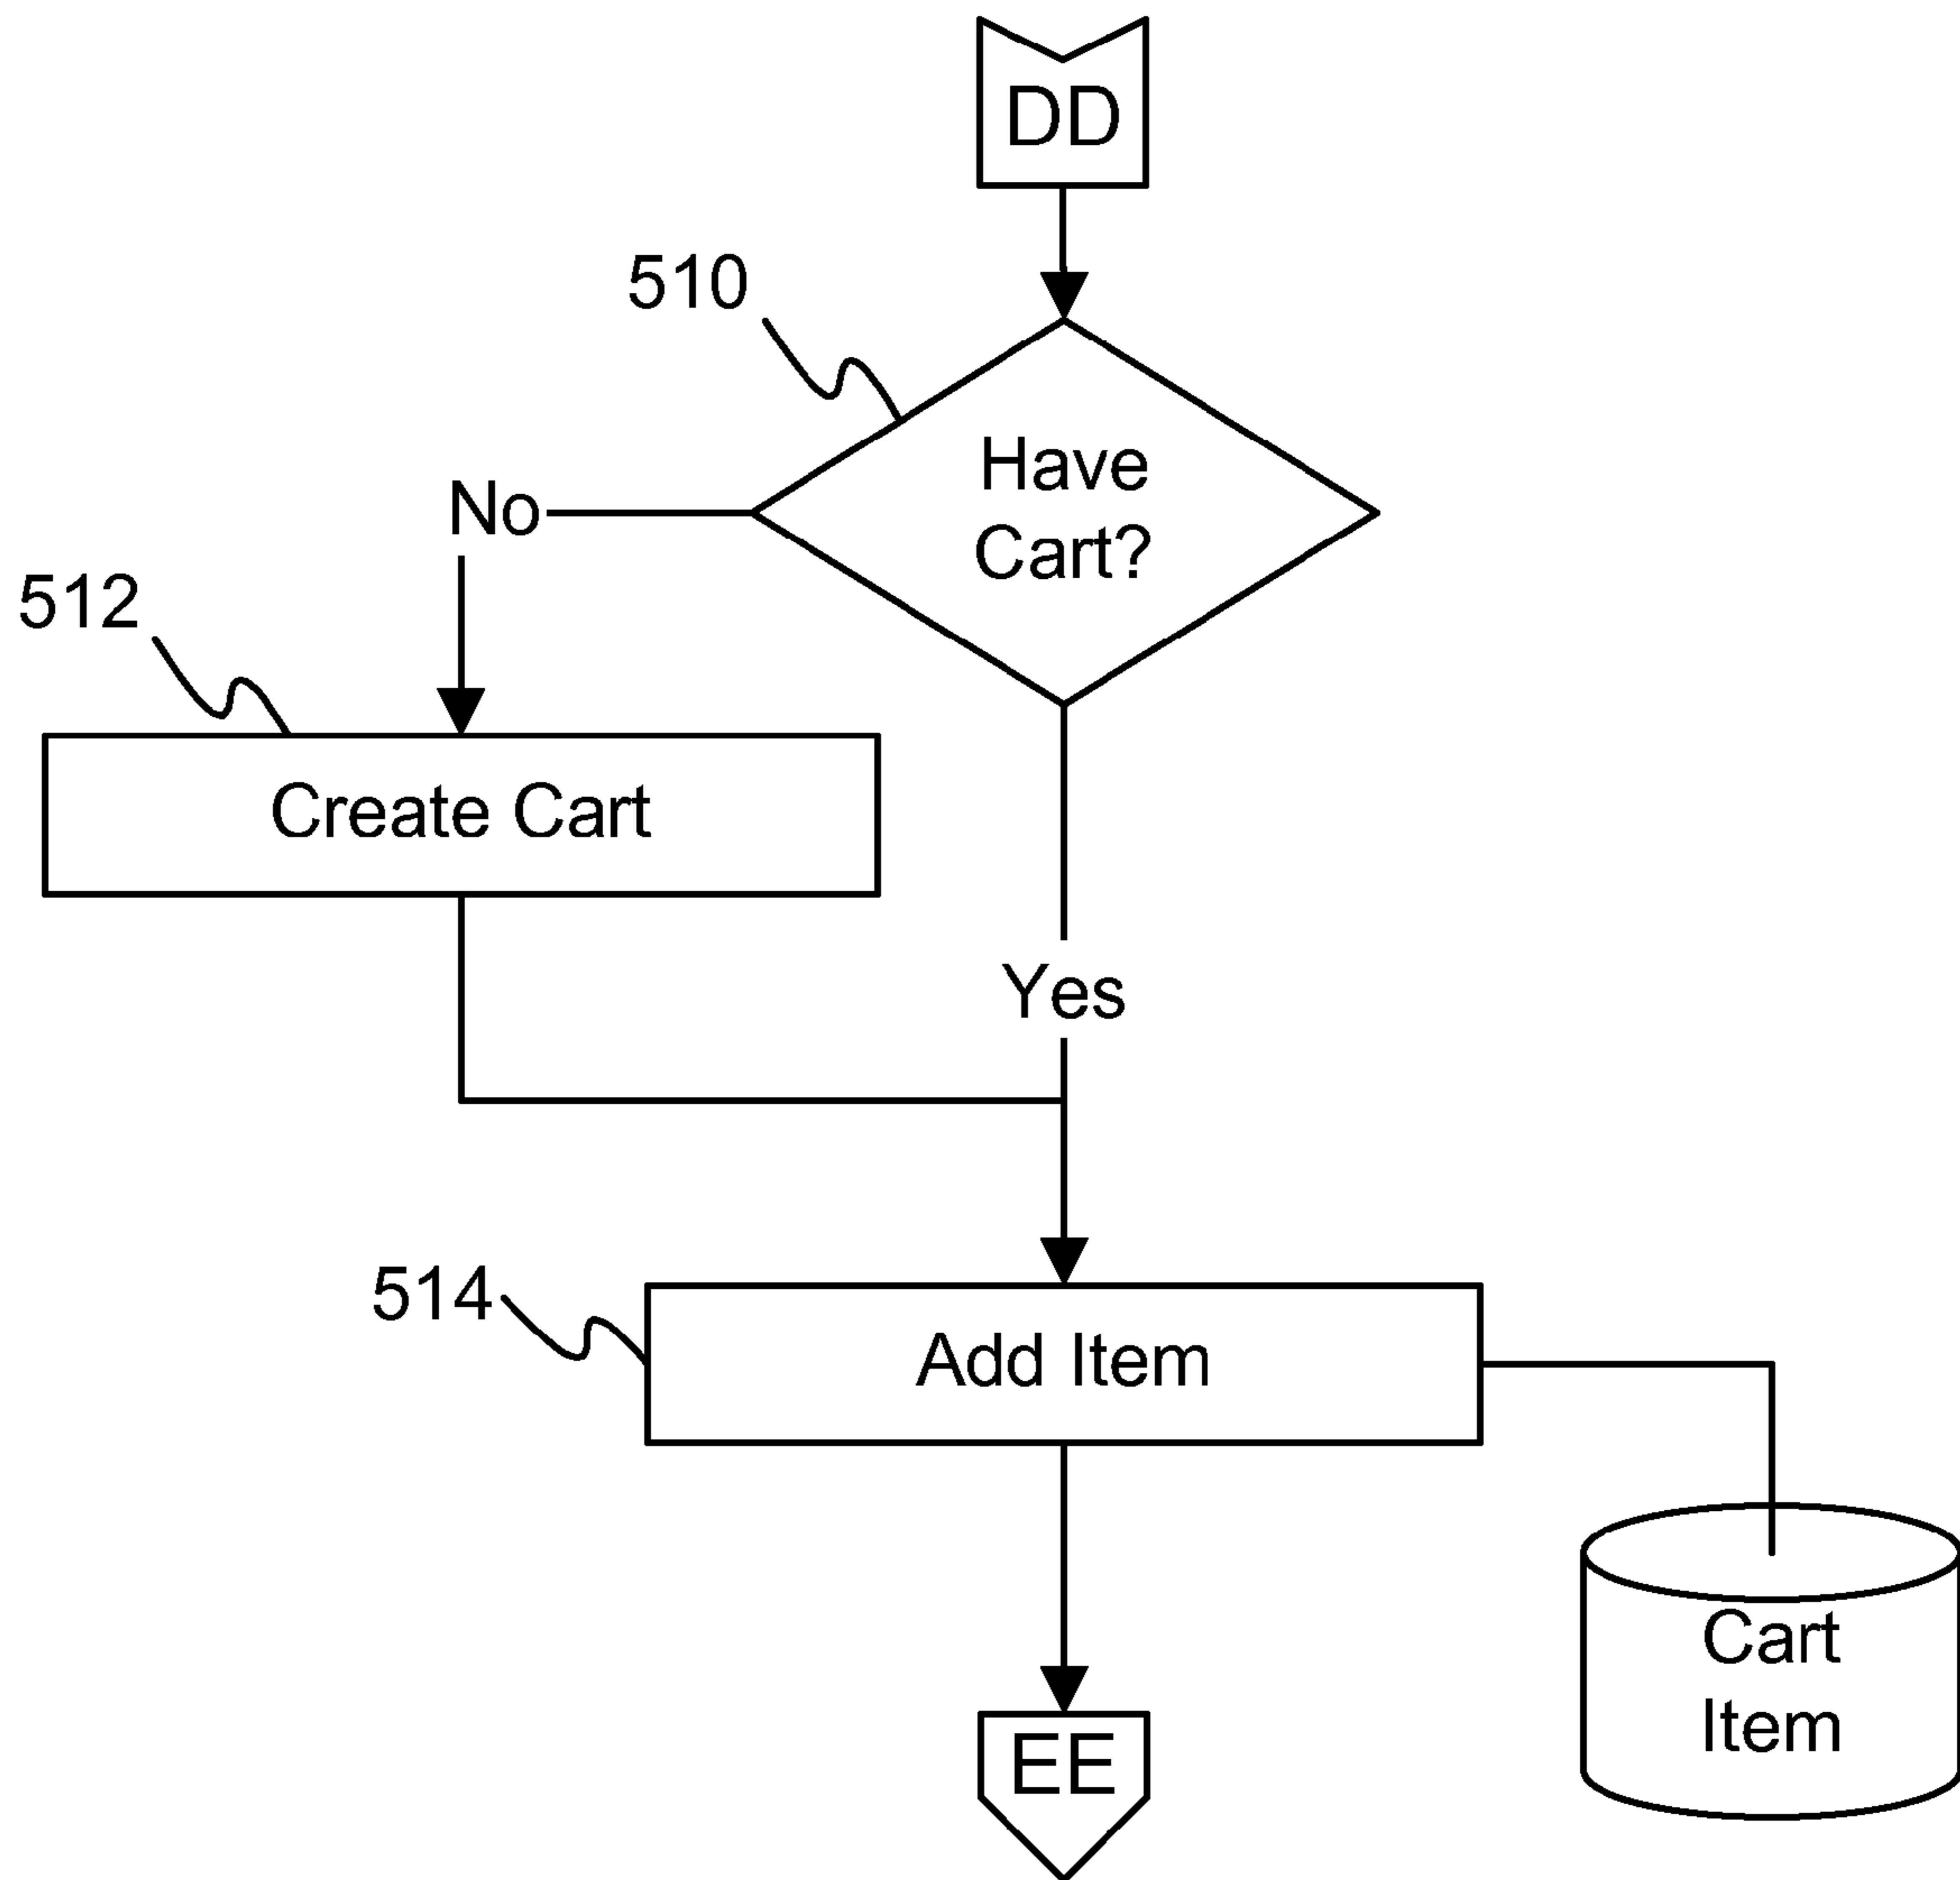 DD
510
Have
Cart?
No
512
Create Cart
Yes
514
Add Item
Cart
Item
EE